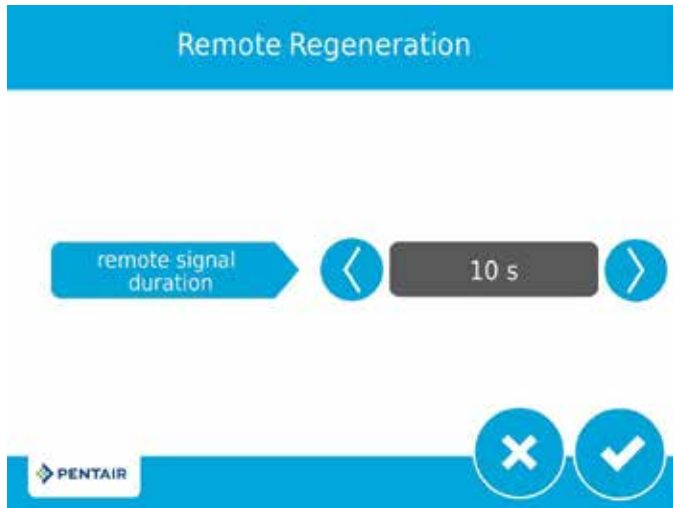 Remote Regeneration
remote signal
duration
10 s
PENTAIR